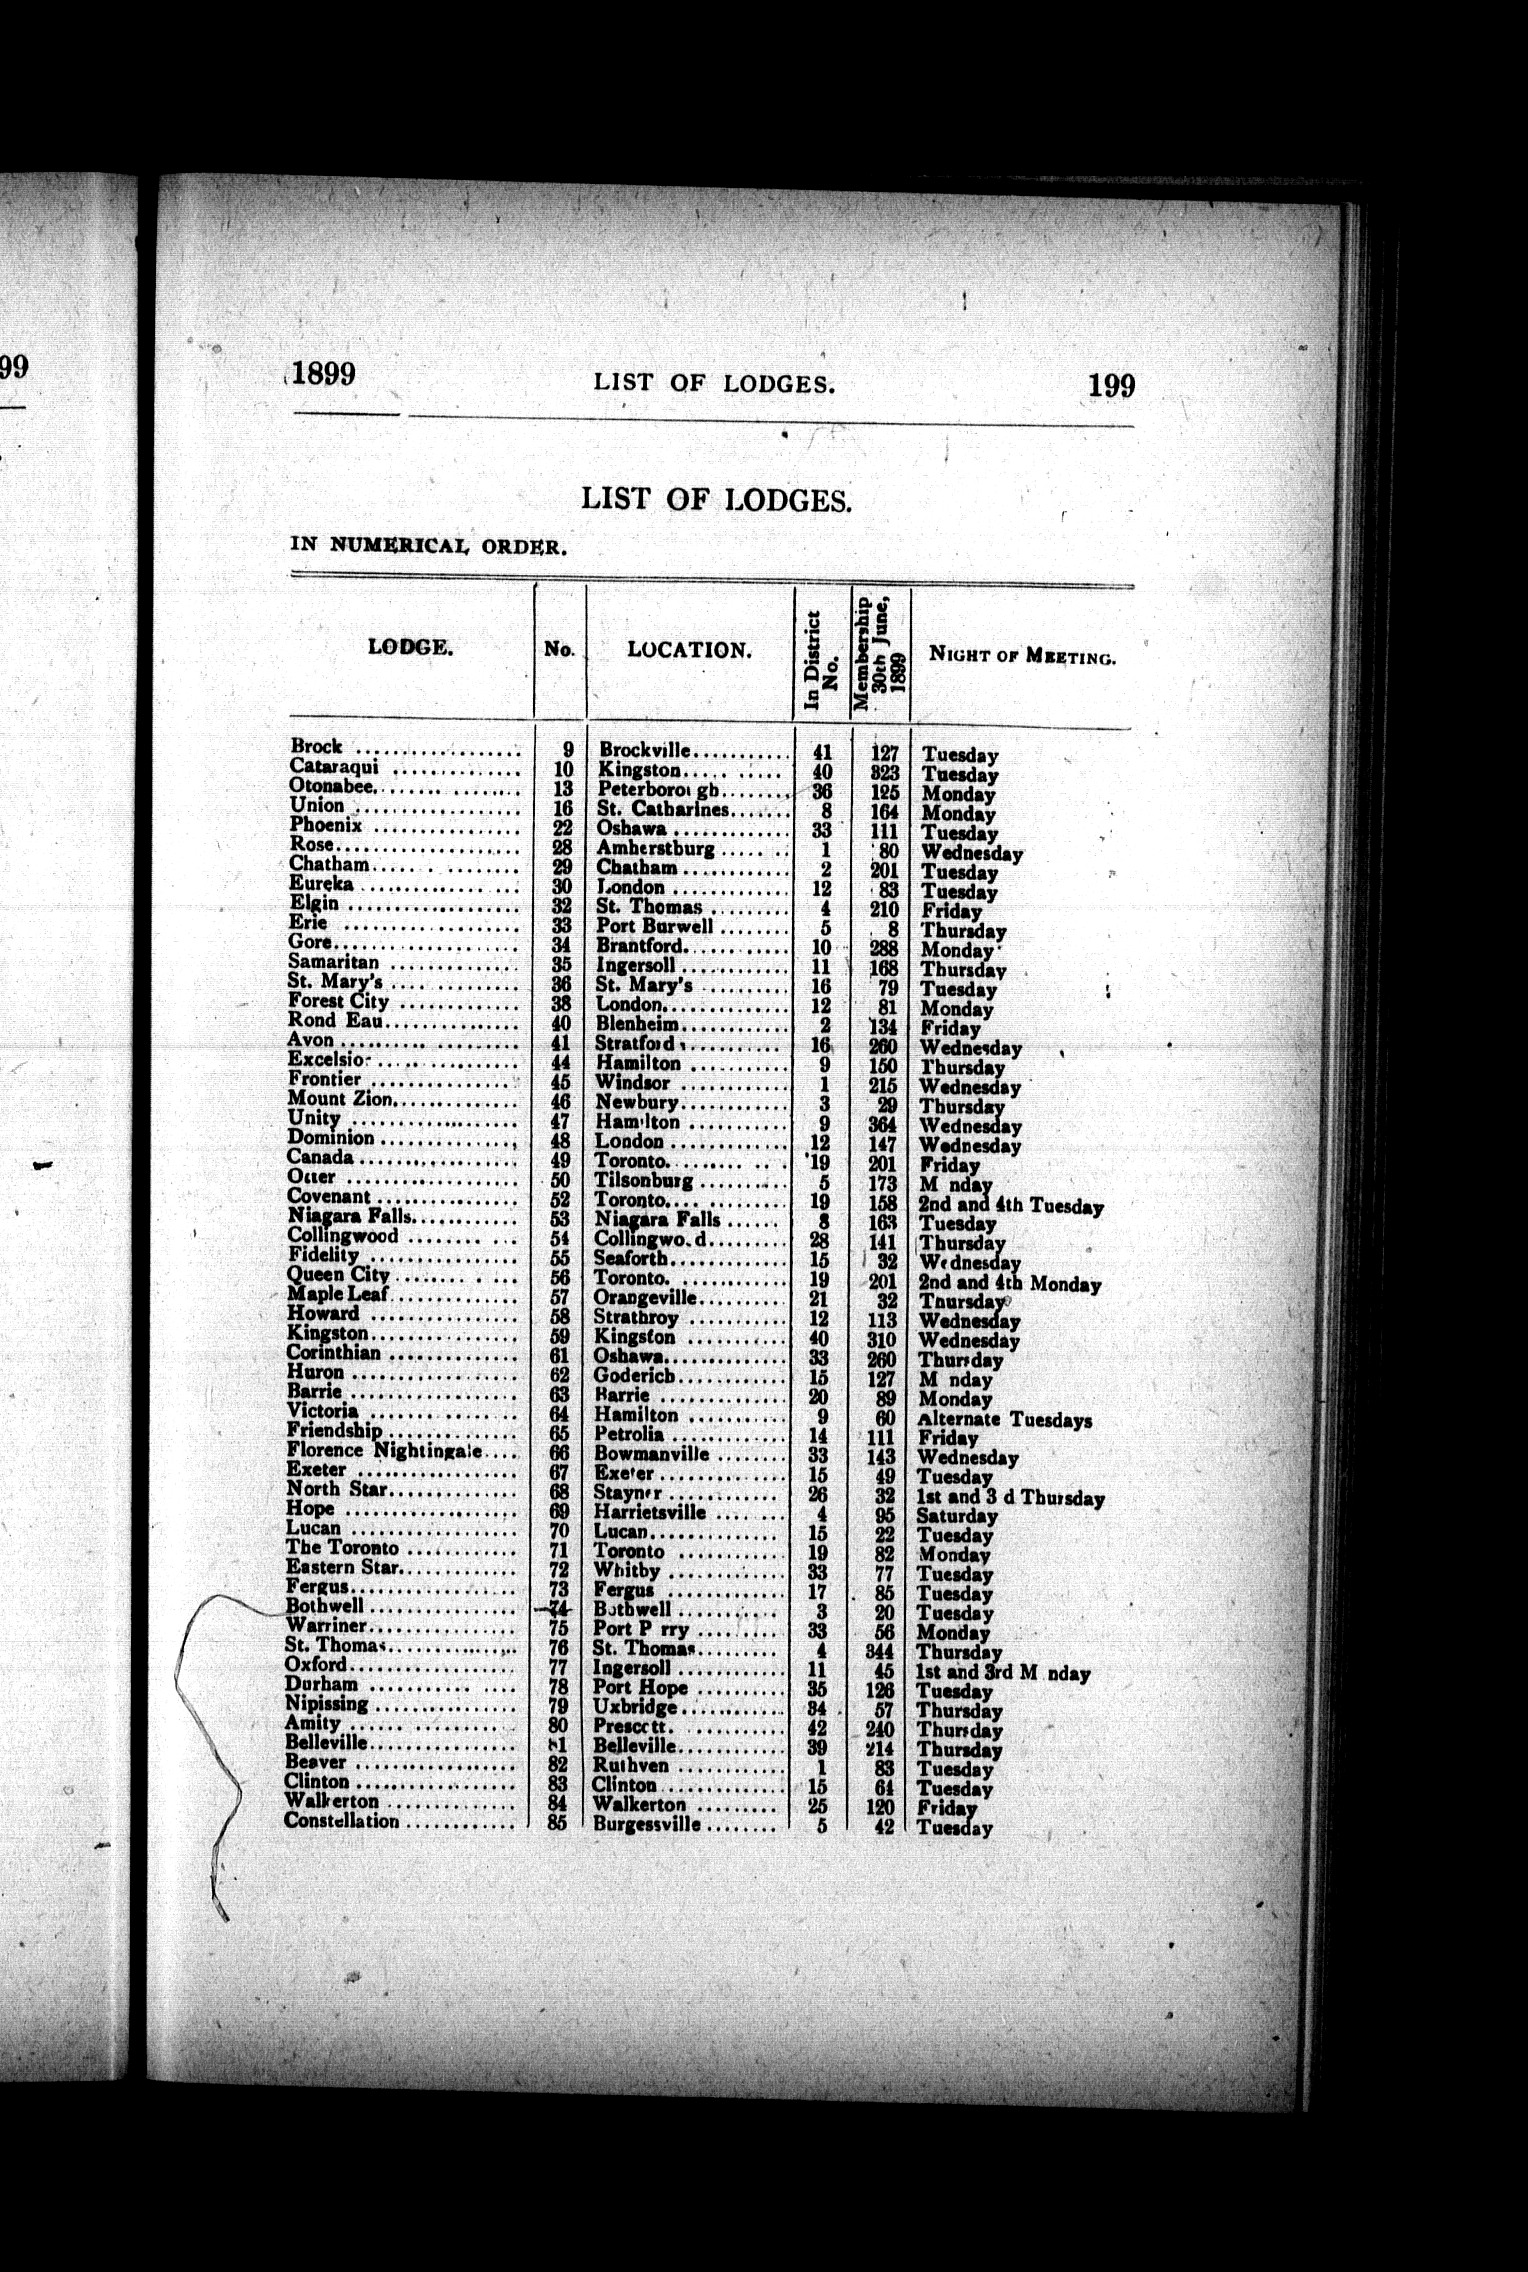 99
1899 LIST OF LODGES. 199
LIST OF LODGES.
IN NUMERICAL ORDER.
LODGE. No. LOCATION. In District No. Membership 30th June, 1899 NIGHT OF MEETING.
Brock 9 Brockville 41 127 Tuesday
Cataraqui 10 Kingston 40 323 Tuesday
Otonabee 13 Peterborough 36 125 Monday
Union 16 St. Catharines 8 164 Monday
Phoenix 22 Oshawa 33 111 Tuesday
Rose 28 Amherstburg 1 80 Wednesday
Chatham 29 Chatham 2 201 Tuesday
Eureka 30 London 12 83 Tuesday
Elgin 32 St. Thomas 4 210 Friday
Erie 33 Port Burwell 5 8 Thursday
Gore 34 Brantford 10 288 Monday
Samaritan 35 Ingersoll 11 168 Thursday
St. Mary's 36 St. Mary's 16 79 Tuesday
Forest City 38 London 12 81 Monday
Rond Eau 40 Blenheim 2 134 Friday
Avon 41 Stratford 16 260 Wednesday
Excelsior 44 Hamilton 9 150 Thursday
Frontier 45 Windsor 1 215 Wednesday
Mount Zion 46 Newbury 3 29 Thursday
Unity 47 Hamilton 9 364 Wednesday
Dominion 48 London 12 147 Wednesday
Canada 49 Toronto 19 201 Friday
Otter 50 Tilsonburg 5 173 M nday
Covenant 52 Toronto 19 158 2nd and 4th Tuesday
Niagara Falls 53 Niagara Falls 8 163 Tuesday
Collingwood 54 Collingwood 28 141 Thursday
Fidelity 55 Seaforth 15 32 Wednesday
Queen City 56 Toronto 19 201 2nd and 4th Monday
Maple Leaf 57 Orangeville 21 32 Thursday
Howard 58 Strathroy 12 113 Wednesday
Kingston 59 Kingston 40 310 Wednesday
Corinthian 61 Oshawa 33 260 Thursday
Huron 62 Goderich 15 127 M nday
Barrie 63 Barrie 20 89 Monday
Victoria 64 Hamilton 9 60 Alternate Tuesdays
Friendship 65 Petrolia 14 111 Friday
Florence Nightingale 66 Bowmanville 33 143 Wednesday
Exeter 67 Exeter 15 49 Tuesday
North Star 68 Stayner 26 32 1st and 3 d Thursday
Hope 69 Harrietsville 4 95 Saturday
Lucan 70 Lucan 15 22 Tuesday
The Toronto 71 Toronto 19 82 Monday
Eastern Star 72 Whitby 33 77 Tuesday
Fergus 73 Fergus 17 85 Tuesday
Bothwell 74 Bothwell 3 20 Tuesday
Warriner 75 Port P rry 33 56 Monday
St. Thomas 76 St. Thomas 4 344 Thursday
Oxford 77 Ingersoll 11 45 1st and 3rd M nday
Durham 78 Port Hope 35 126 Tuesday
Nipissing 79 Uxbridge 34 57 Thursday
Amity 80 Prescott 42 240 Thursday
Belleville 81 Belleville 39 214 Thursday
Beaver 82 Ruthven 1 83 Tuesday
Clinton 83 Clinton 15 64 Tuesday
Walkerton 84 Walkerton 25 120 Friday
Constellation 85 Burgessville 5 42 Tuesday